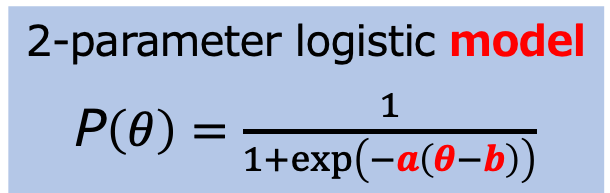 2-parameter logistic model
P(θ) = 1 / 1+exp(−a(θ−b))